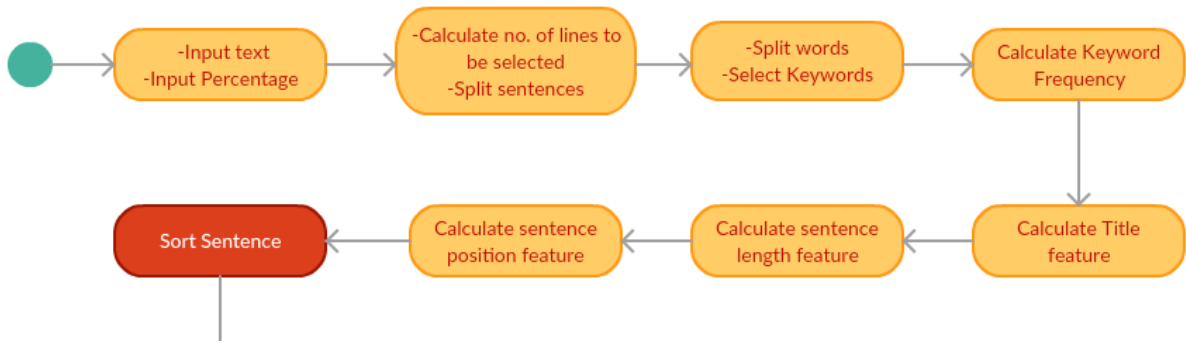 -Input text
-Input Percentage
-Calculate no. of lines to
be selected
-Split sentences
-Split words
-Select Keywords
Calculate Keyword
Frequency
Calculate Title
feature
Calculate sentence
length feature
Calculate sentence
position feature
Sort Sentence